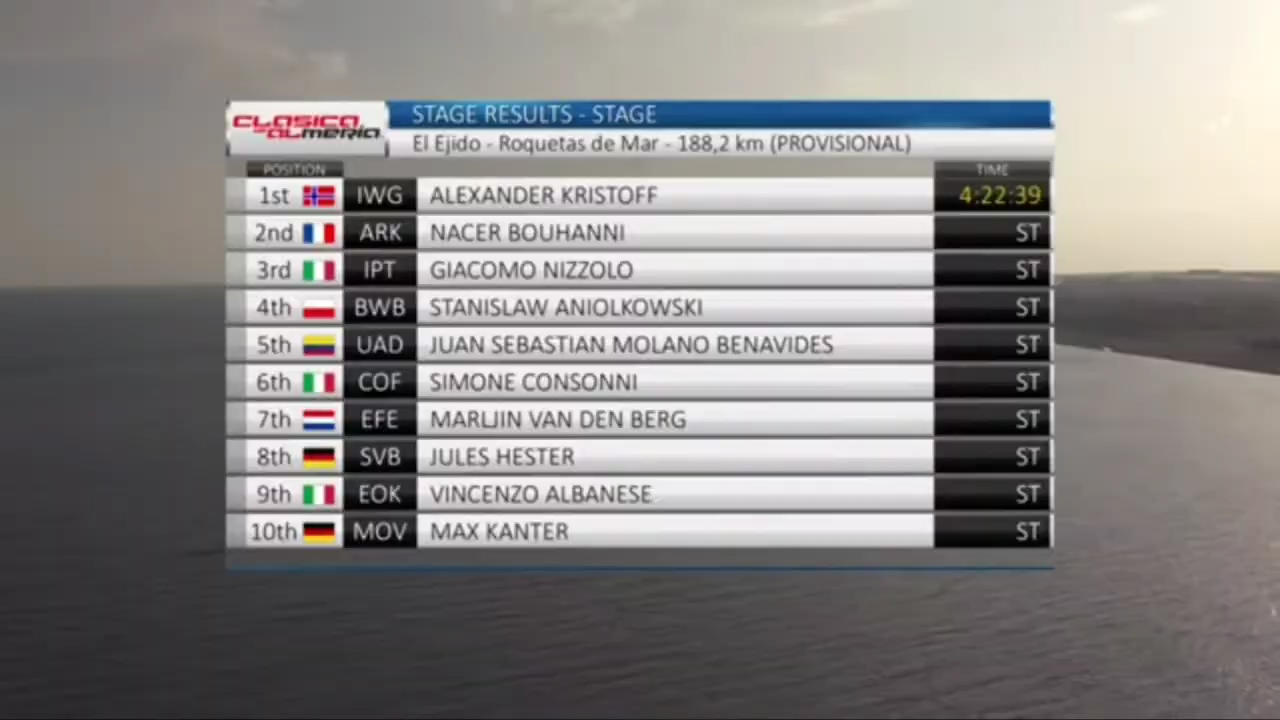 CLASICA
DE ALMERÍA
STAGE RESULTS - STAGE
El Ejido - Roquetas de Mar - 188,2 km (PROVISIONAL)
POSITION TIME
1st IWG ALEXANDER KRISTOFF 4:22:39
2nd ARK NACER BOUHANNI ST
3rd IPT GIACOMO NIZZOLO ST
4th BWB STANISLAW ANIOLKOWSKI ST
5th UAD JUAN SEBASTIAN MOLANO BENAVIDES ST
6th COF SIMONE CONSONNI ST
7th EFE MARIJIN VAN DEN BERG ST
8th SVB JULES HESTER ST
9th EOK VINCENZO ALBANESE ST
10th MOV MAX KANTER ST